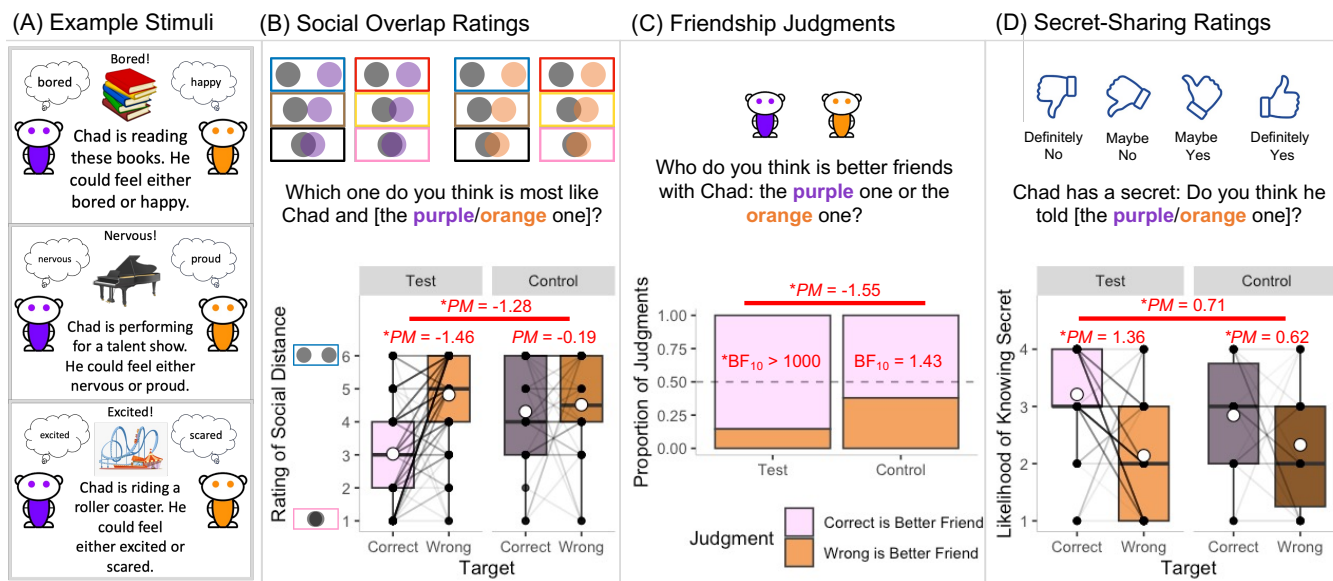 (A) Example Stimuli
Bored!
bored
happy
Chad is reading
these books. He
could feel either
bored or happy.
Nervous!
nervous
proud
Chad is performing
for a talent show.
He could feel either
nervous or proud.
Excited!
excited
scared
Chad is riding a
roller coaster. He
could feel
either excited or
scared.
(B) Social Overlap Ratings
Which one do you think is most like
Chad and [the purple/orange one]?
Test
Control
*PM = -1.28
*PM = -1.46
PM = -0.19
Rating of Social Distance
6
5
4
3
2
1
Correct
Wrong
Correct
Wrong
Target
(C) Friendship Judgments
Who do you think is better friends
with Chad: the purple one or the
orange one?
*PM = -1.55
Proportion of Judgments
1.00
0.75
0.50
0.25
0.00
*BF10 > 1000
BF10 = 1.43
Test
Control
Judgment
Correct is Better Friend
Wrong is Better Friend
(D) Secret-Sharing Ratings
Definitely
No
Maybe
No
Maybe
Yes
Definitely
Yes
Chad has a secret: Do you think he
told [the purple/orange one]?
Test
Control
*PM = 0.71
*PM = 1.36
*PM = 0.62
Likelihood of Knowing Secret
4
3
2
1
Correct
Wrong
Correct
Wrong
Target